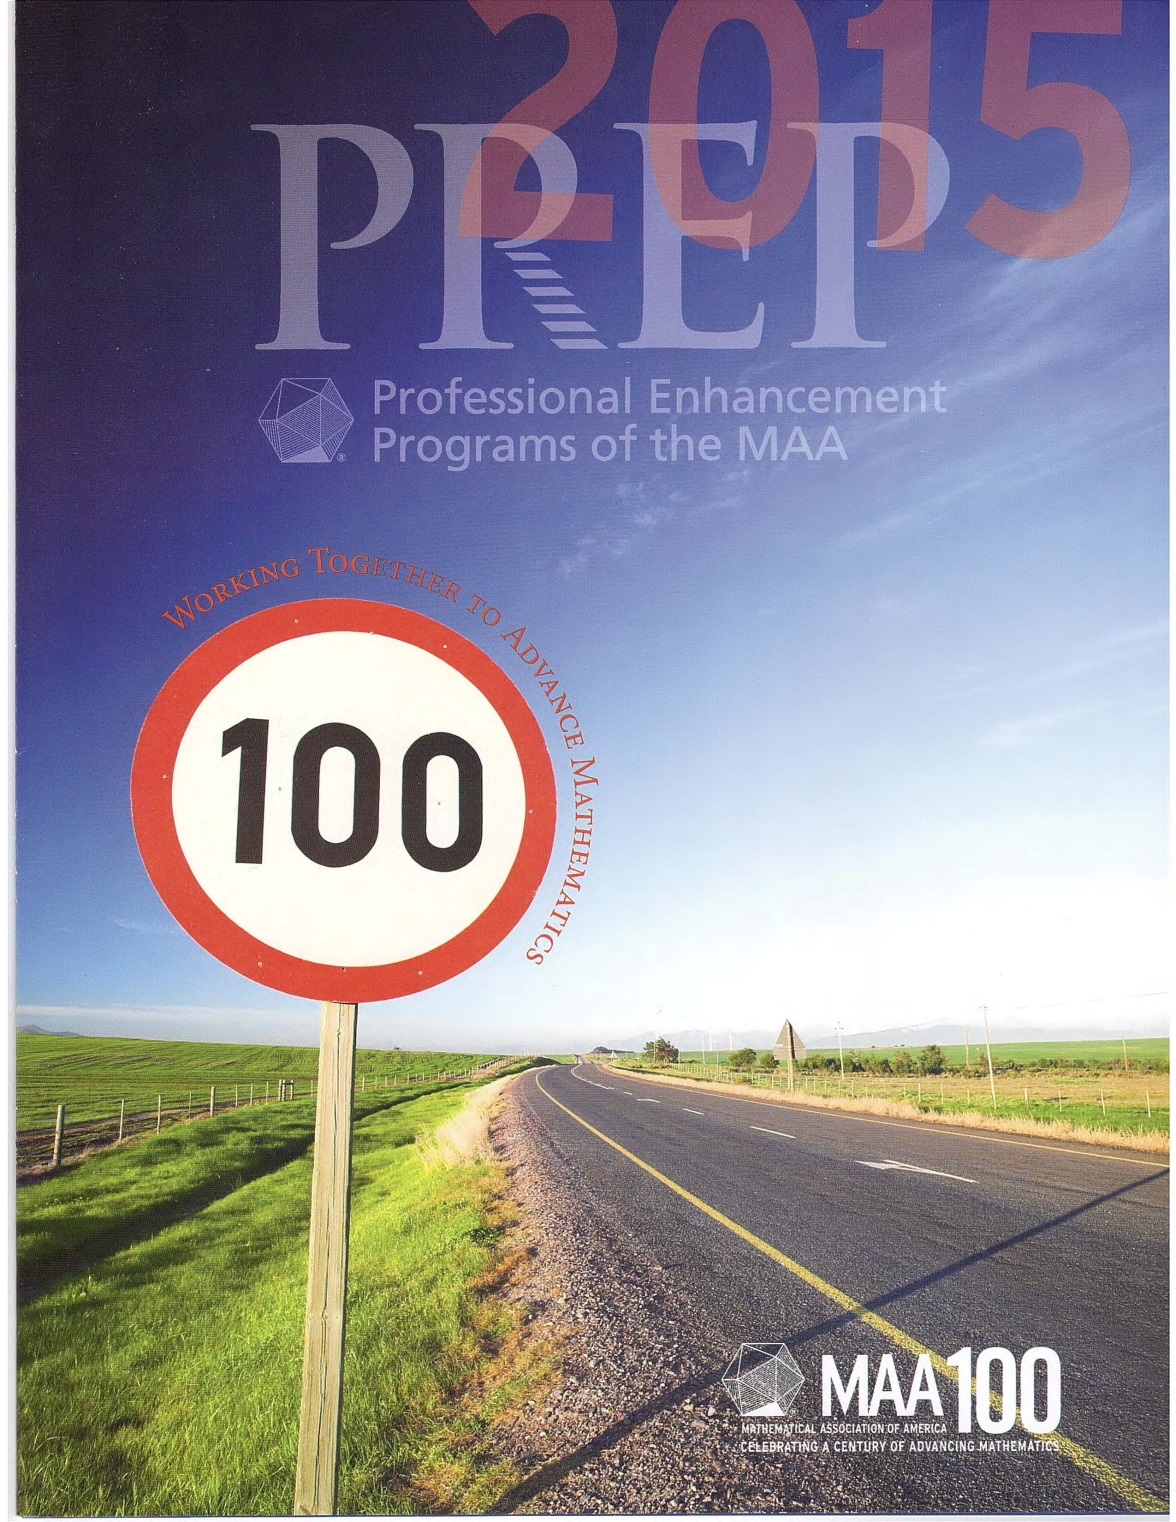 2015
PREP
Professional Enhancement
Programs of the MAA
®
WORKING TOGETHER TO ADVANCE MATHEMATICS
100
MAA100
MATHEMATICAL ASSOCIATION OF AMERICA
CELEBRATING A CENTURY OF ADVANCING MATHEMATICS